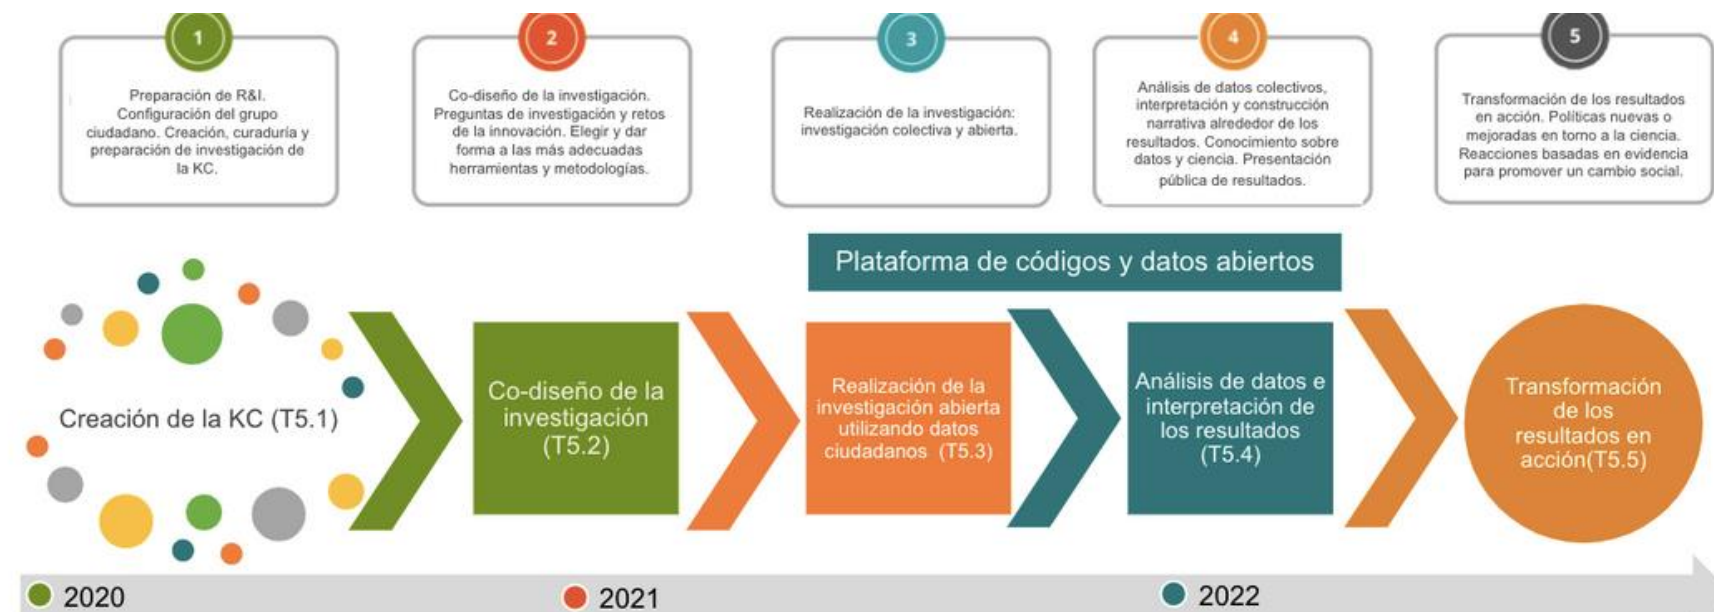 1
Preparación de R&I.
Configuración del grupo
ciudadano. Creación, curaduría y
preparación de investigación de
la KC.
2
Co-diseño de la investigación.
Preguntas de investigación y retos
de la innovación. Elegir y dar
forma a las más adecuadas
herramientas y metodologías.
3
Realización de la investigación:
investigación colectiva y abierta.
4
Análisis de datos colectivos,
interpretación y construcción
narrativa alrededor de los
resultados. Conocimiento sobre
datos y ciencia. Presentación
pública de resultados.
5
Transformación de los resultados
en acción. Políticas nuevas o
mejoradas en torno a la ciencia.
Reacciones basadas en evidencia
para promover un cambio social.
Plataforma de códigos y datos abiertos
Creación de la KC (T5.1)
Co-diseño de la
investigación
(T5.2)
Realización de la
investigación abierta
utilizando datos
ciudadanos (T5.3)
Análisis de datos e
interpretación de
los resultados
(T5.4)
Transformación
de los
resultados en
acción(T5.5)
2020
2021
2022